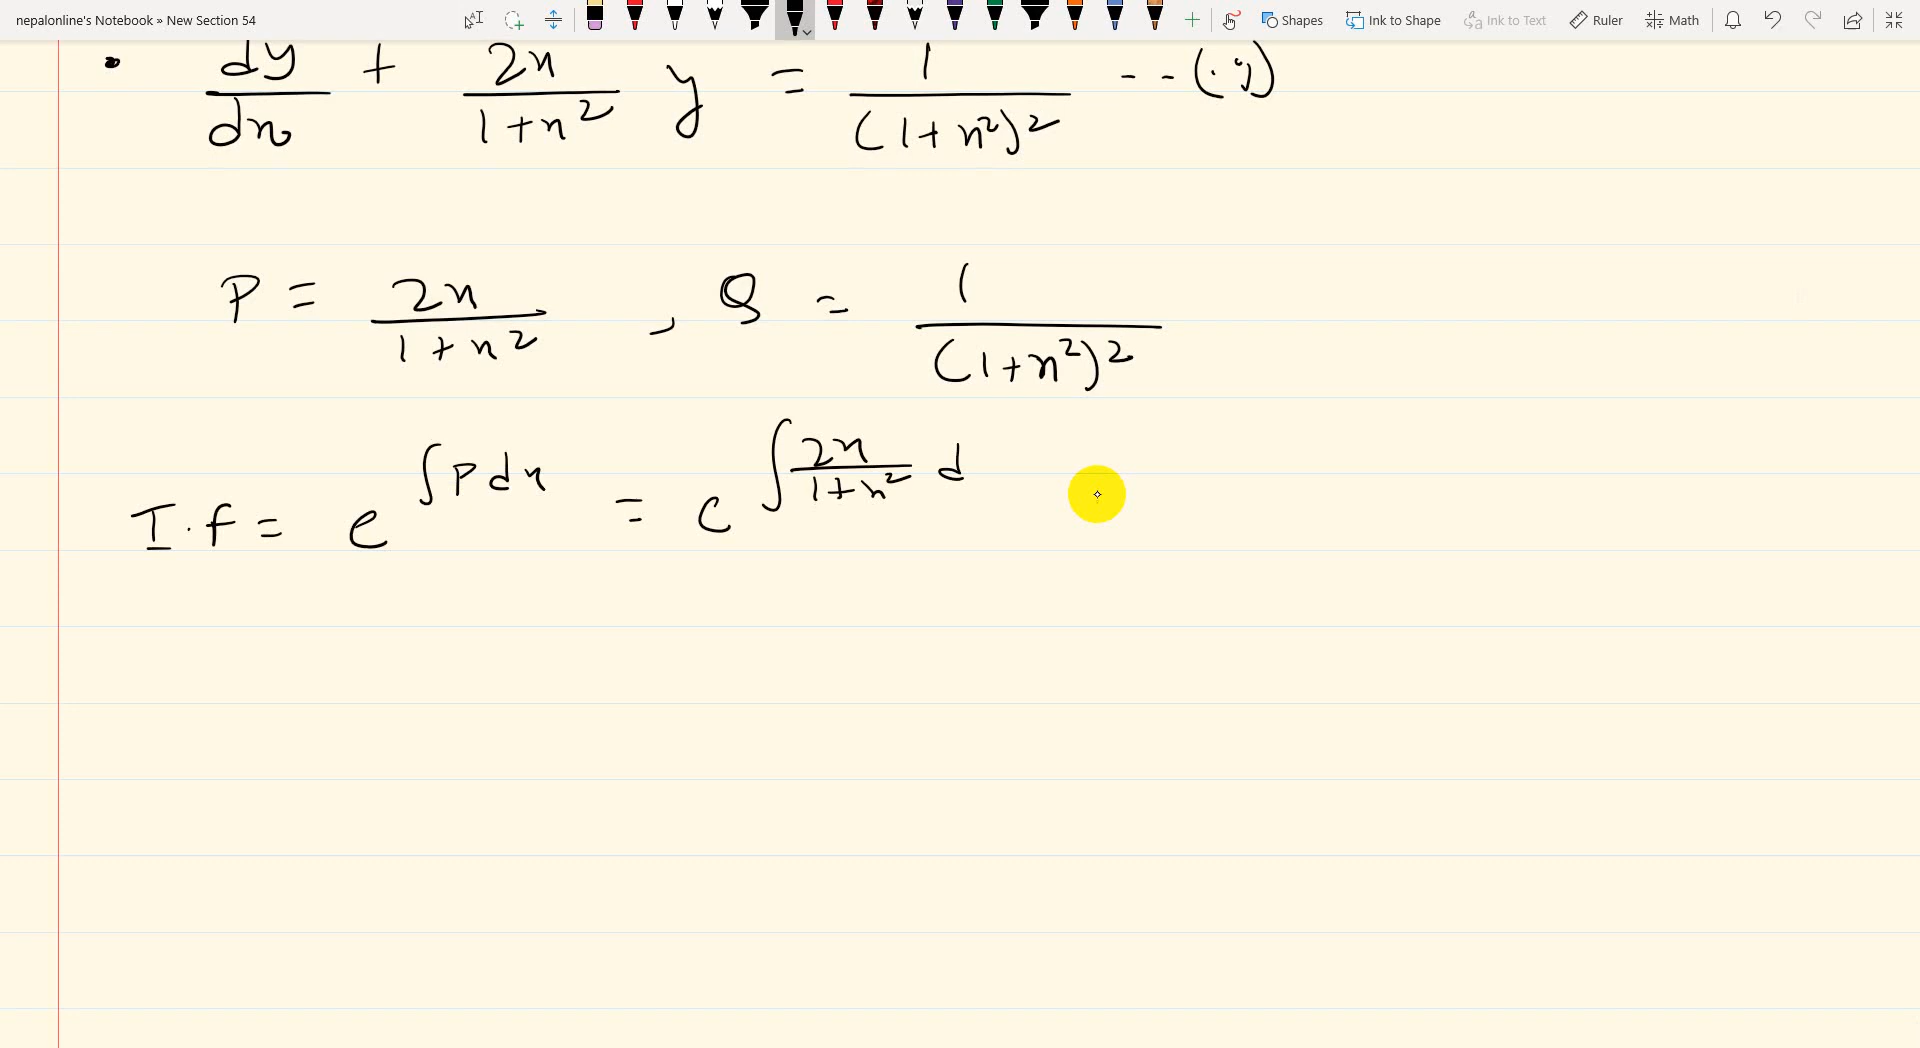 nepalonline's Notebook » New Section 54 Shapes Ink to Shape Ink to Text Ruler Math
dy/dx + 2x/(1+x²) y = 1/(1+x²)² - - (i)
P = 2x/(1+x²) , Q = 1/(1+x²)²
I.f = e^∫P dx = e^∫2x/(1+x²) d